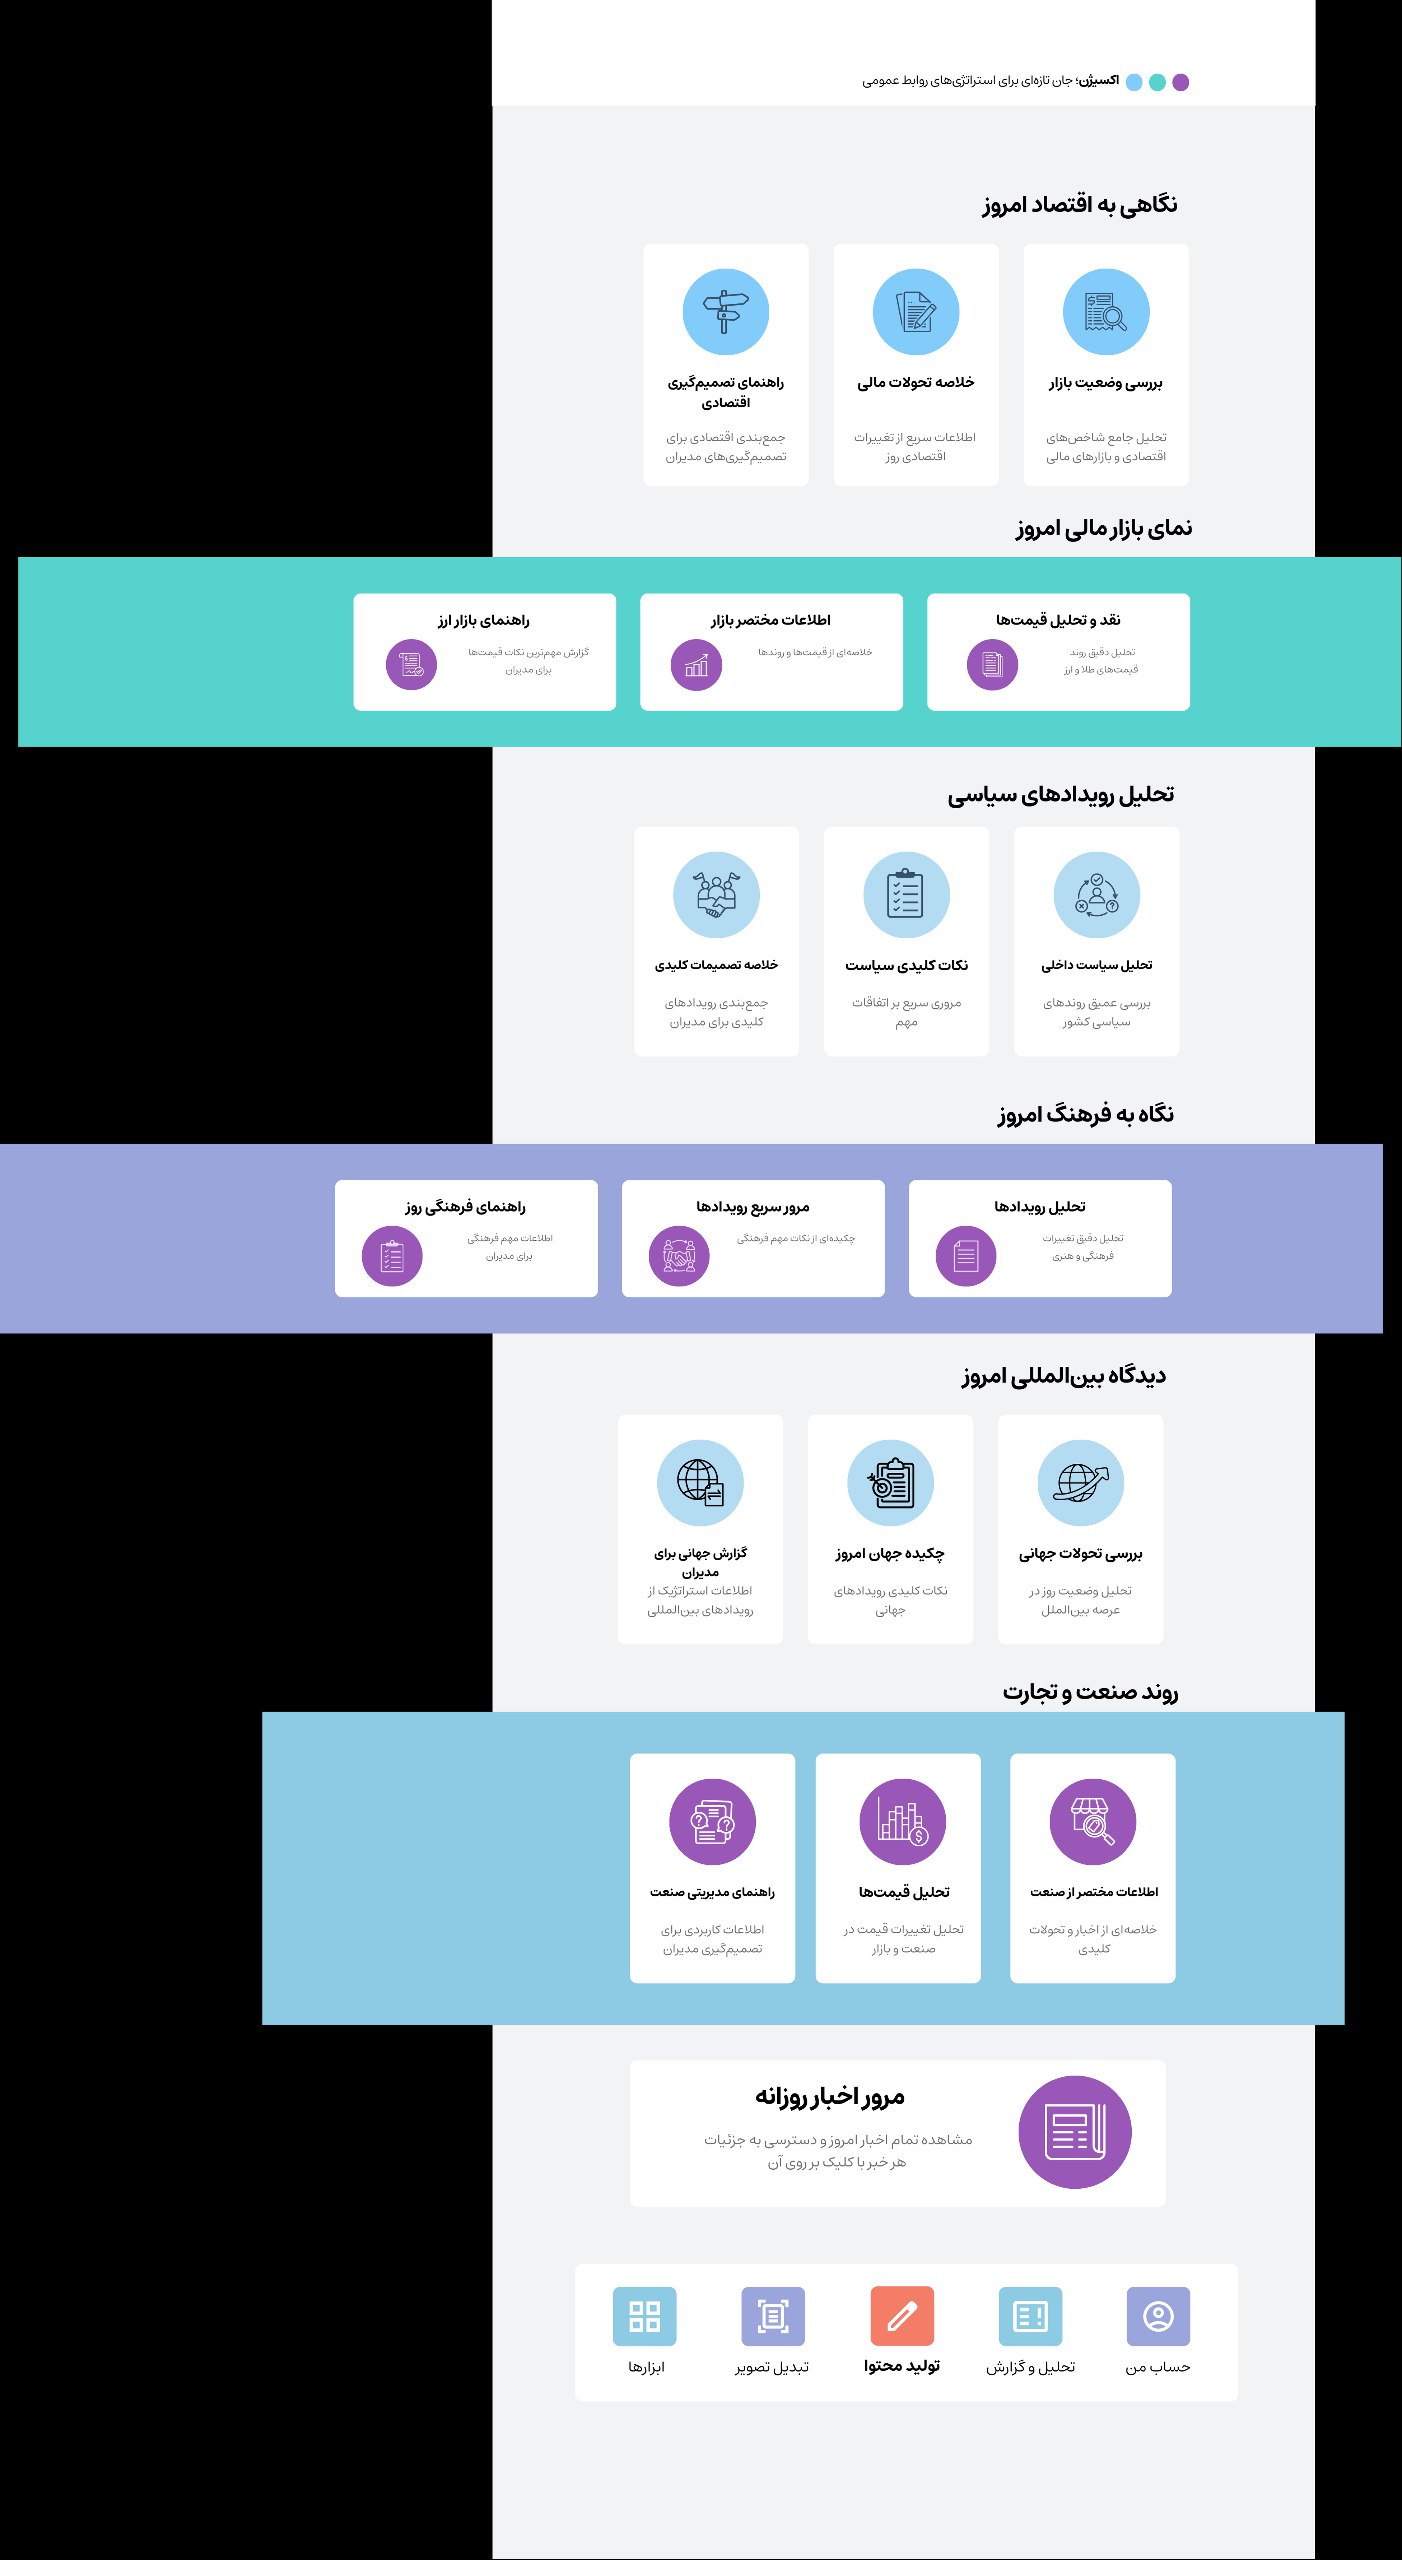 اکسیژن؛ جان تازه‌ای برای استراتژی‌های روابط عمومی
نگاهی به اقتصاد امروز
بررسی وضعیت بازار
تحلیل جامع شاخص‌های
اقتصادی و بازارهای مالی
خلاصه تحولات مالی
اطلاعات سریع از تغییرات
اقتصادی روز
راهنمای تصمیم‌گیری
اقتصادی
جمع‌بندی اقتصادی برای
تصمیم‌گیری‌های مدیران
نمای بازار مالی امروز
نقد و تحلیل قیمت‌ها
تحلیل دقیق روند
قیمت‌های طلا و ارز
اطلاعات مختصر بازار
خلاصه‌ای از قیمت‌ها و روندها
راهنمای بازار ارز
گزارش مهم‌ترین نکات قیمت‌ها
برای مدیران
تحلیل رویدادهای سیاسی
تحلیل سیاست داخلی
بررسی عمیق روندهای
سیاسی کشور
نکات کلیدی سیاست
مروری سریع بر اتفاقات
مهم
خلاصه تصمیمات کلیدی
جمع‌بندی رویدادهای
کلیدی برای مدیران
نگاه به فرهنگ امروز
تحلیل رویدادها
تحلیل دقیق تغییرات
فرهنگی و هنری
مرور سریع رویدادها
چکیده‌ای از نکات مهم فرهنگی
راهنمای فرهنگی روز
اطلاعات مهم فرهنگی
برای مدیران
دیدگاه بین‌المللی امروز
بررسی تحولات جهانی
تحلیل وضعیت روز در
عرصه بین‌الملل
چکیده جهان امروز
نکات کلیدی رویدادهای
جهانی
گزارش جهانی برای
مدیران
اطلاعات استراتژیک از
رویدادهای بین‌المللی
روند صنعت و تجارت
اطلاعات مختصر از صنعت
خلاصه‌ای از اخبار و تحولات
کلیدی
تحلیل قیمت‌ها
تحلیل تغییرات قیمت در
صنعت و بازار
راهنمای مدیریتی صنعت
اطلاعات کاربردی برای
تصمیم‌گیری مدیران
مرور اخبار روزانه
مشاهده تمام اخبار امروز و دسترسی به جزئیات
هر خبر با کلیک بر روی آن
حساب من
تحلیل و گزارش
تولید محتوا
تبدیل تصویر
ابزارها